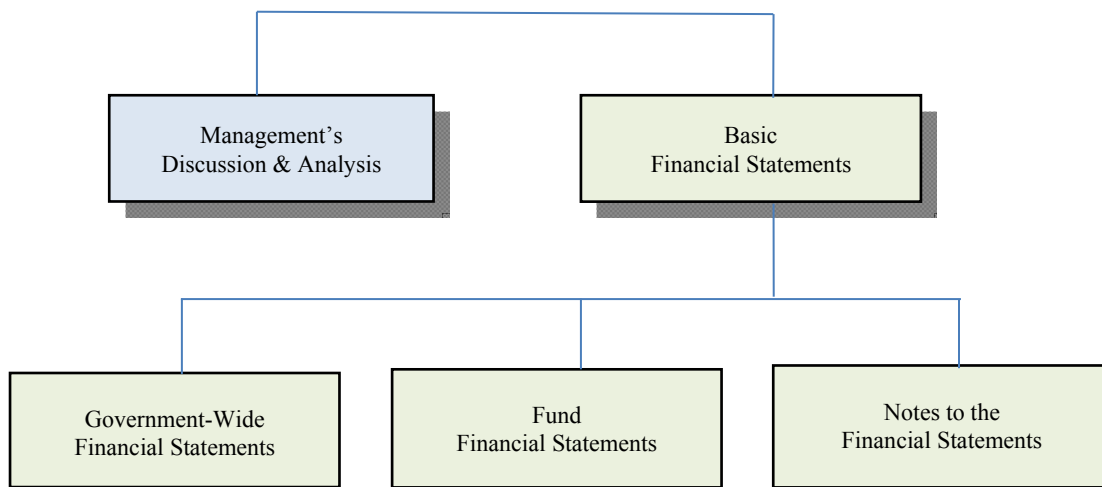 Management’s
Discussion & Analysis
Basic
Financial Statements
Government-Wide
Financial Statements
Fund
Financial Statements
Notes to the
Financial Statements